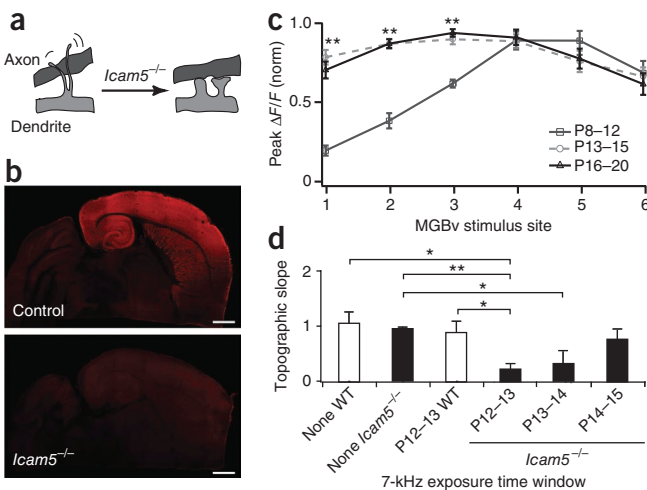 a
Axon
Icam5–/–
Dendrite
b
Control
Icam5–/–
c
Peak ΔF/F (norm)
1.0
0.5
0
** ** **
P8–12
P13–15
P16–20
1 2 3 4 5 6
MGBv stimulus site
d
Topographic slope
2
1
0
*
**
*
*
None WT
None Icam5–/–
P12–13 WT
P12–13
P13–14
P14–15
Icam5–/–
7-kHz exposure time window